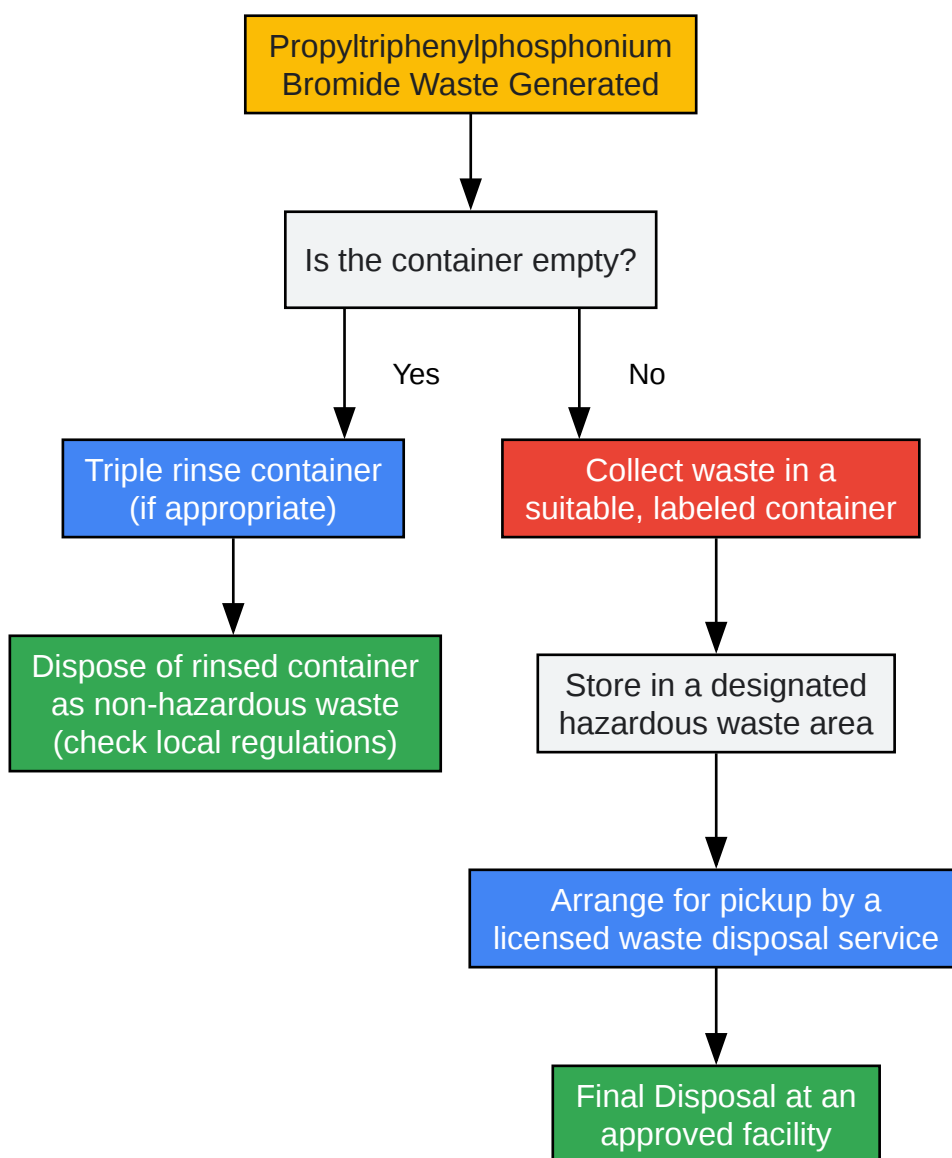 Propyltriphenylphosphonium
Bromide Waste Generated
Is the container empty?
Yes
No
Triple rinse container
(if appropriate)
Collect waste in a
suitable, labeled container
Dispose of rinsed container
as non-hazardous waste
(check local regulations)
Store in a designated
hazardous waste area
Arrange for pickup by a
licensed waste disposal service
Final Disposal at an
approved facility